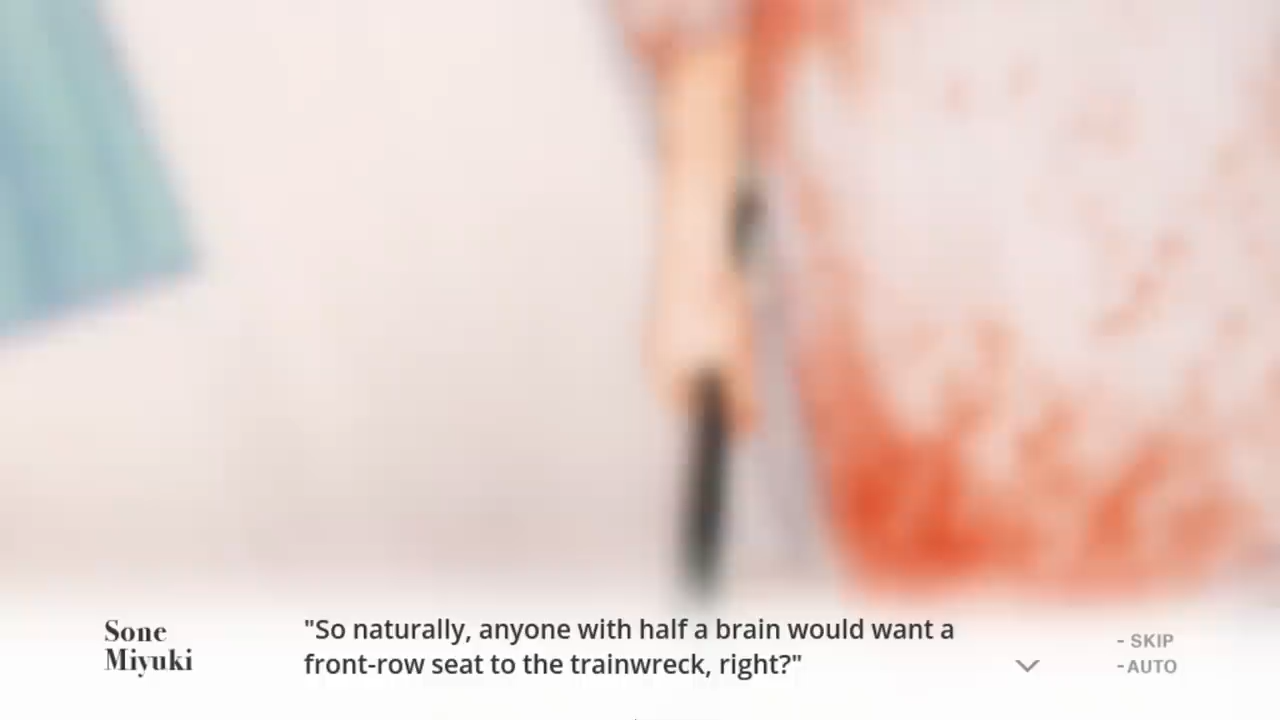 Sone
Miyuki
"So naturally, anyone with half a brain would want a
front-row seat to the trainwreck, right?"
- SKIP
-AUTO